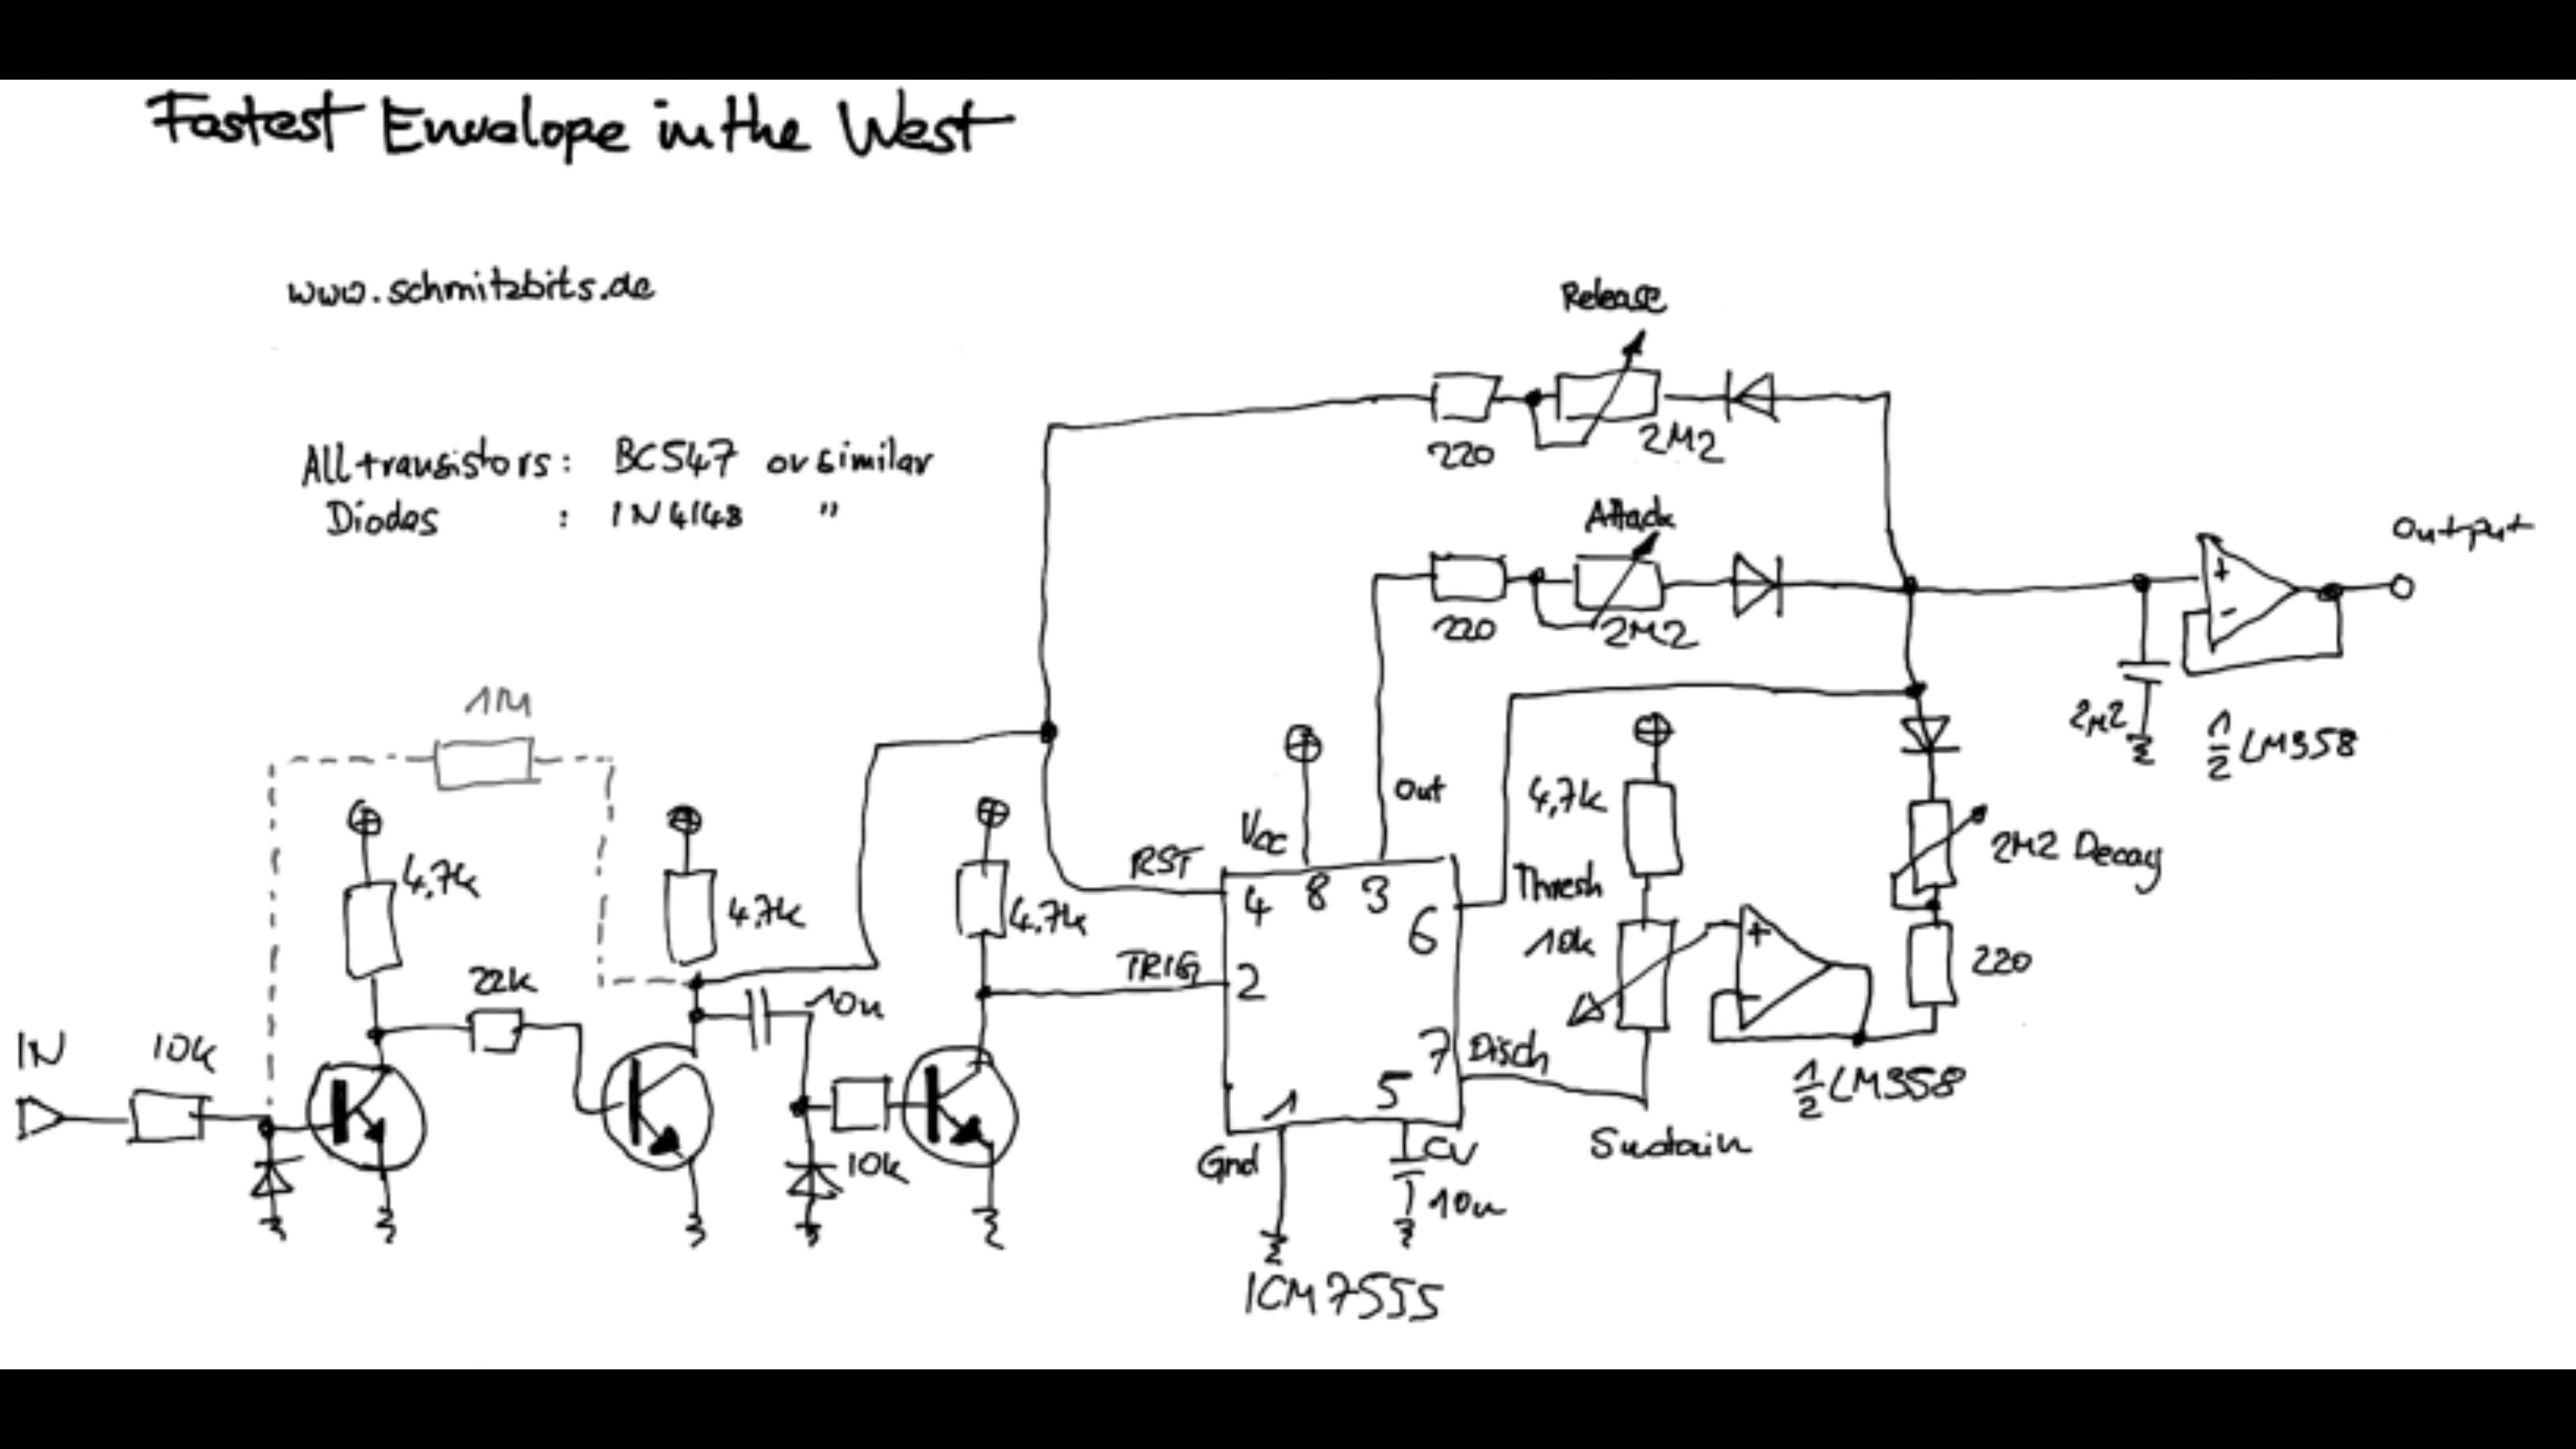 Fastest Envelope in the West
www.schmitzbits.de
All transistors: BC547 or similar
Diodes : 1N4148 "
Release
220
2M2
Attack
220
2M2
Output
2µ2
½ LM358
1M
4,7k
4,7k
4,7k
22k
10n
IN
10k
10k
RST
TRIG
Vcc
Out
Thresh
Disch
Gnd
CV
4
8
3
6
2
7
1
5
10n
ICM7555
4,7k
10k
Sustain
½ LM358
2M2 Decay
220
+
-
+
-